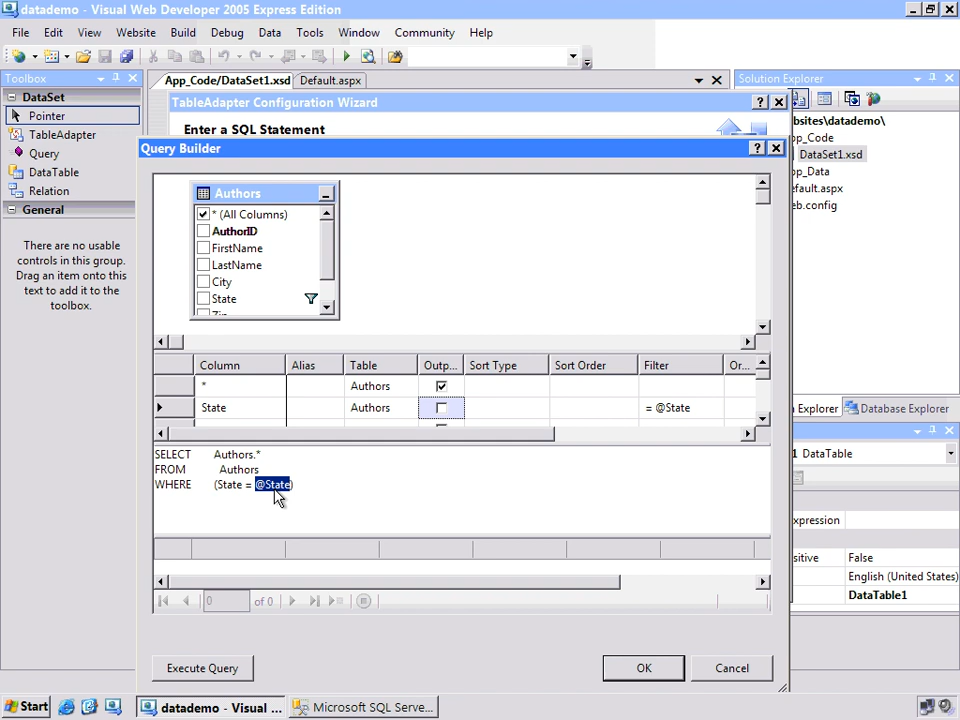 datademo - Visual Web Developer 2005 Express Edition
File Edit View Website Build Debug Data Tools Window Community Help
Toolbox
App_Code/DataSet1.xsd Default.aspx
Solution Explorer
DataSet
Pointer
TableAdapter
Query
DataTable
Relation
General
There are no usable
controls in this group.
Drag an item onto this
text to add it to the
toolbox.
TableAdapter Configuration Wizard
Enter a SQL Statement
Query Builder
Authors
* (All Columns)
AuthorID
FirstName
LastName
City
State
Column Alias Table Outp... Sort Type Sort Order Filter Or...
* Authors
State Authors = @State
SELECT Authors.*
FROM Authors
WHERE (State = @State)
0 of 0
Execute Query OK Cancel
bsites\datademo\
pp_Code
DataSet1.xsd
pp_Data
efault.aspx
eb.config
n Explorer Database Explorer
1 DataTable
xpression
sitive False
English (United States)
DataTable1
Start datademo - Visual ... Microsoft SQL Serve...